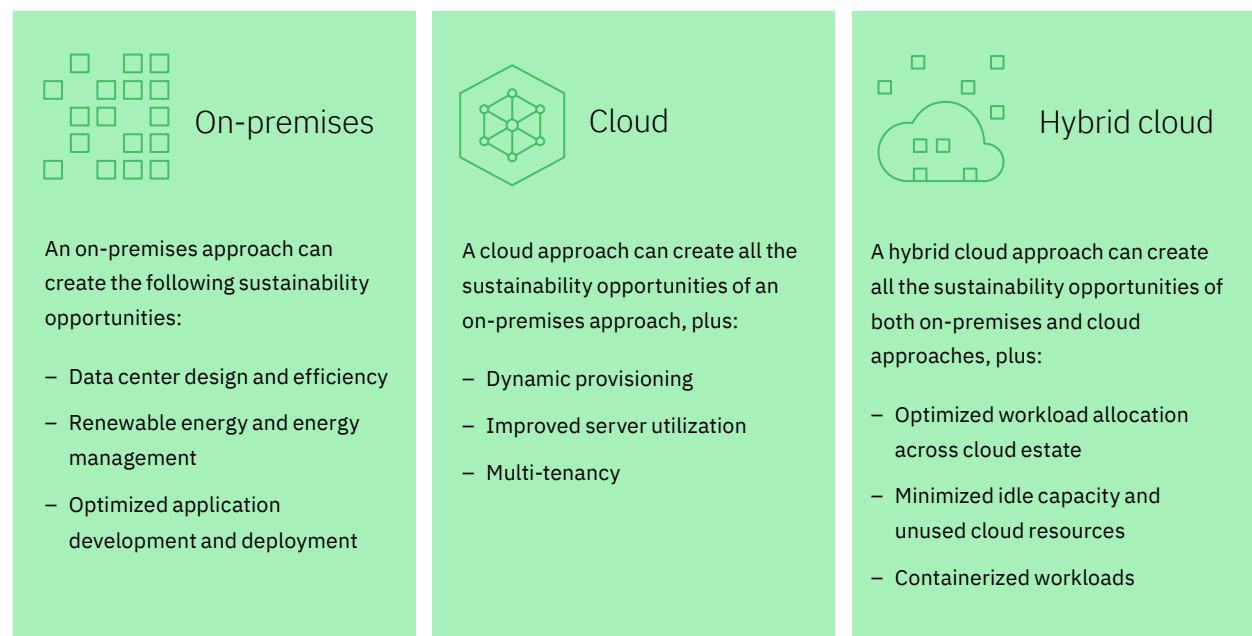 On-premises
An on-premises approach can
create the following sustainability
opportunities:
– Data center design and efficiency
– Renewable energy and energy
management
– Optimized application
development and deployment
Cloud
A cloud approach can create all the
sustainability opportunities of an
on-premises approach, plus:
– Dynamic provisioning
– Improved server utilization
– Multi-tenancy
Hybrid cloud
A hybrid cloud approach can create
all the sustainability opportunities of
both on-premises and cloud
approaches, plus:
– Optimized workload allocation
across cloud estate
– Minimized idle capacity and
unused cloud resources
– Containerized workloads